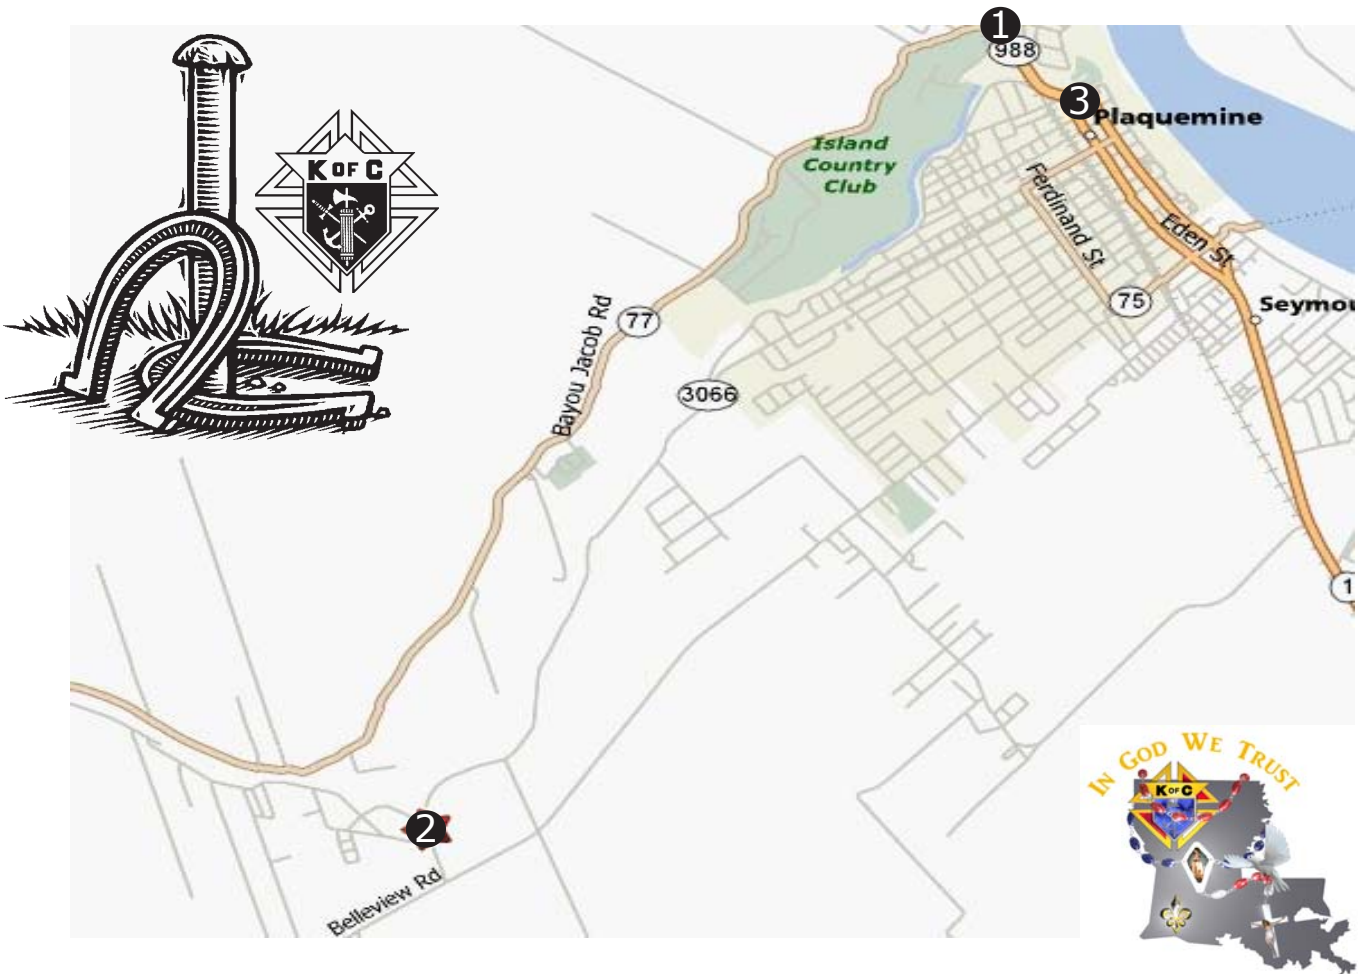 1
988
3
Plaquemine
K OF C
Island
Country
Club
Ferdinand St
Eden St
75
Seymou
77
Bayou Jacob Rd
3066
1
IN GOD WE TRUST
K OF C
2
Belleview Rd